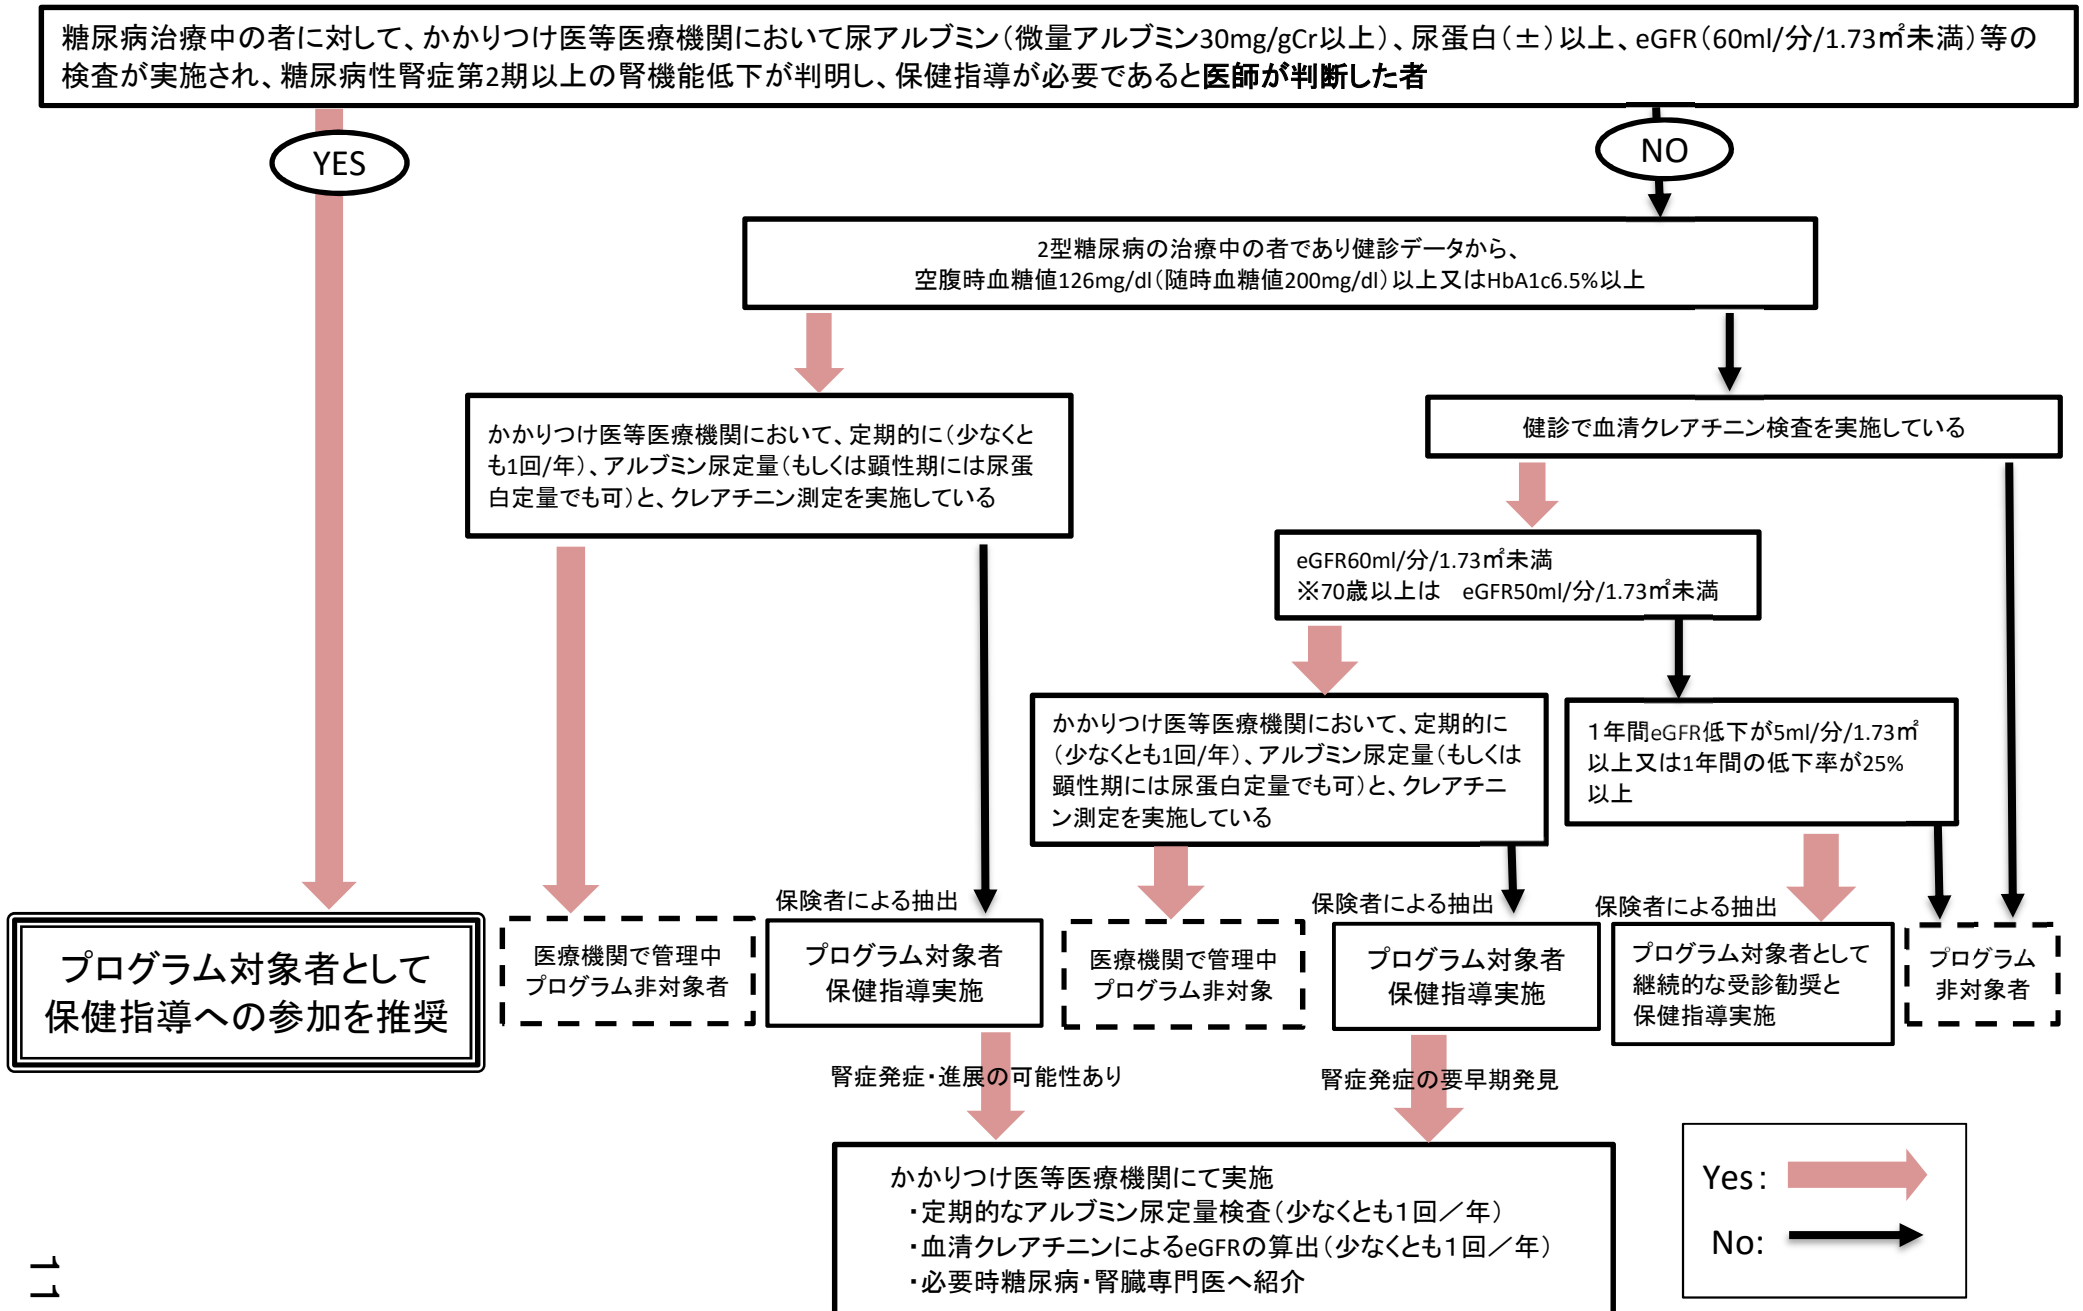 糖尿病治療中の者に対して、かかりつけ医等医療機関において尿アルブミン（微量アルブミン30mg/gCr以上）、尿蛋白（±）以上、eGFR（60ml/分/1.73㎡未満）等の
検査が実施され、糖尿病性腎症第2期以上の腎機能低下が判明し、保健指導が必要であると医師が判断した者
YES
NO
2型糖尿病の治療中の者であり健診データから、
空腹時血糖値126mg/dl（随時血糖値200mg/dl）以上又はHbA1c6.5%以上
かかりつけ医等医療機関において、定期的に（少なくと
も1回/年）、アルブミン尿定量（もしくは顕性期には尿蛋
白定量でも可）と、クレアチニン測定を実施している
健診で血清クレアチニン検査を実施している
eGFR60ml/分/1.73㎡未満
※70歳以上は　eGFR50ml/分/1.73㎡未満
かかりつけ医等医療機関において、定期的に
（少なくとも1回/年）、アルブミン尿定量（もしくは
顕性期には尿蛋白定量でも可）と、クレアチニ
ン測定を実施している
１年間eGFR低下が5ml/分/1.73㎡
以上又は1年間の低下率が25%
以上
保険者による抽出
保険者による抽出
保険者による抽出
プログラム対象者として
保健指導への参加を推奨
医療機関で管理中
プログラム非対象者
プログラム対象者
保健指導実施
医療機関で管理中
プログラム非対象
プログラム対象者
保健指導実施
プログラム対象者として
継続的な受診勧奨と
保健指導実施
プログラム
非対象者
腎症発症・進展の可能性あり
腎症発症の要早期発見
かかりつけ医等医療機関にて実施
・定期的なアルブミン尿定量検査（少なくとも１回／年）
・血清クレアチニンによるeGFRの算出（少なくとも１回／年）
・必要時糖尿病・腎臓専門医へ紹介
Yes：
No:
11